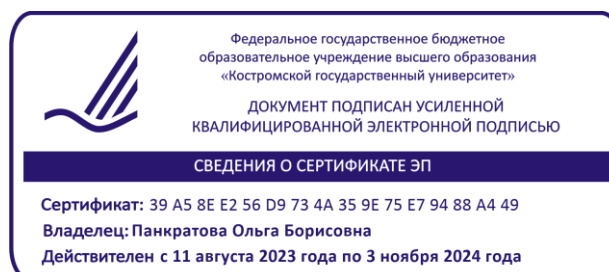 Федеральное государственное бюджетное
образовательное учреждение высшего образования
«Костромской государственный университет»
ДОКУМЕНТ ПОДПИСАН УСИЛЕННОЙ
КВАЛИФИЦИРОВАННОЙ ЭЛЕКТРОННОЙ ПОДПИСЬЮ
СВЕДЕНИЯ О СЕРТИФИКАТЕ ЭП
Сертификат: 39 A5 8E E2 56 D9 73 4A 35 9E 75 E7 94 88 A4 49
Владелец: Панкратова Ольга Борисовна
Действителен с 11 августа 2023 года по 3 ноября 2024 года